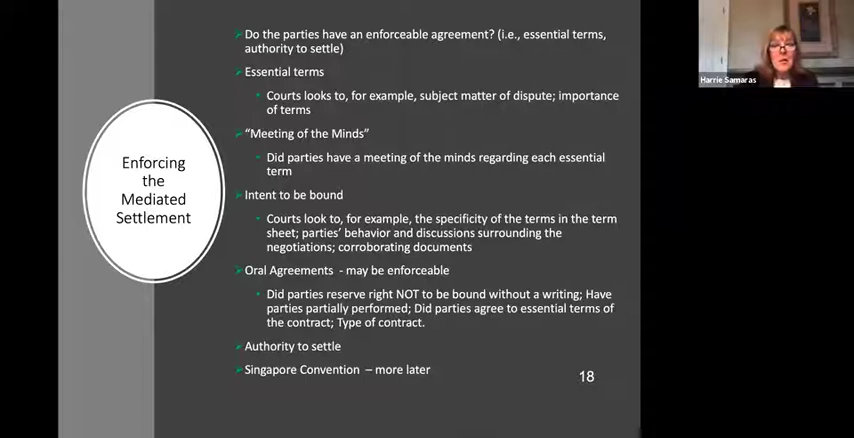 Enforcing
the
Mediated
Settlement
Do the parties have an enforceable agreement? (i.e., essential terms,
authority to settle)
Essential terms
Courts looks to, for example, subject matter of dispute; importance
of terms
“Meeting of the Minds”
Did parties have a meeting of the minds regarding each essential
term
Intent to be bound
Courts look to, for example, the specificity of the terms in the term
sheet; parties’ behavior and discussions surrounding the
negotiations; corroborating documents
Oral Agreements - may be enforceable
Did parties reserve right NOT to be bound without a writing; Have
parties partially performed; Did parties agree to essential terms of
the contract; Type of contract.
Authority to settle
Singapore Convention – more later
18
Harrie Samaras